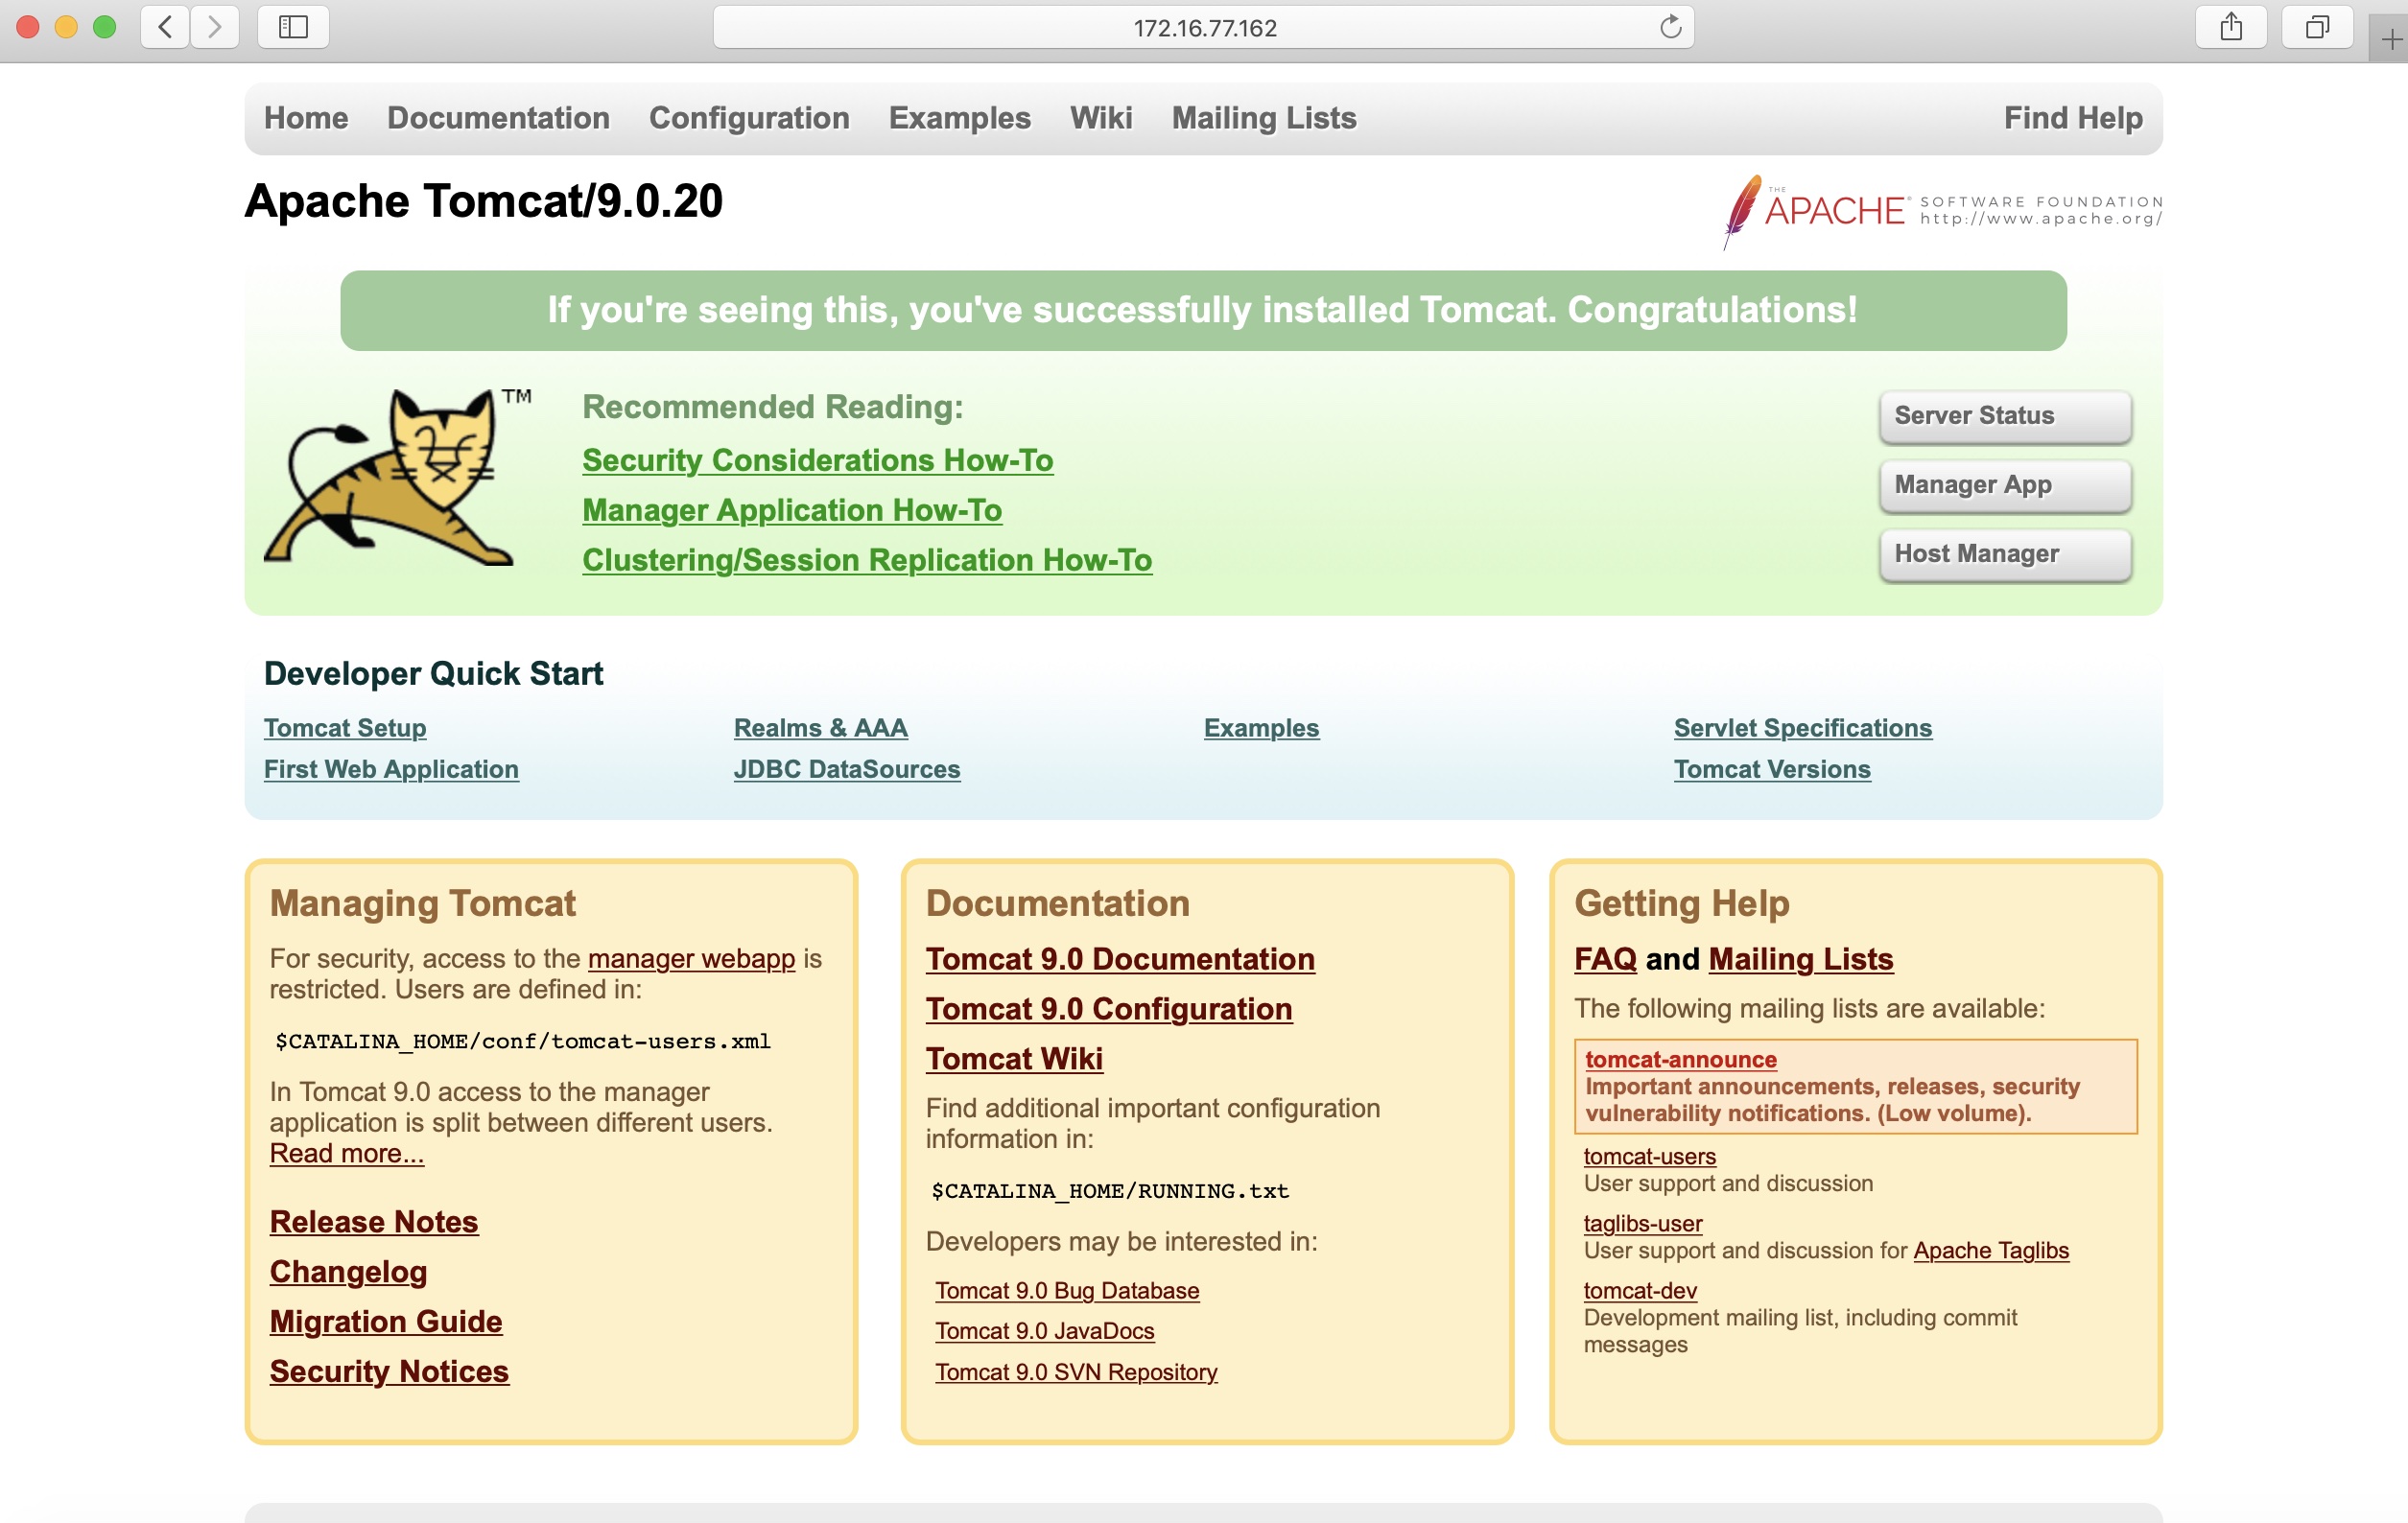 172.16.77.162
Home Documentation Configuration Examples Wiki Mailing Lists Find Help
Apache Tomcat/9.0.20
THE APACHE® SOFTWARE FOUNDATION
http://www.apache.org/
If you're seeing this, you've successfully installed Tomcat. Congratulations!
TM
Recommended Reading:
Security Considerations How-To
Manager Application How-To
Clustering/Session Replication How-To
Server Status
Manager App
Host Manager
Developer Quick Start
Tomcat Setup
First Web Application
Realms & AAA
JDBC DataSources
Examples
Servlet Specifications
Tomcat Versions
Managing Tomcat
For security, access to the manager webapp is
restricted. Users are defined in:
$CATALINA_HOME/conf/tomcat-users.xml
In Tomcat 9.0 access to the manager
application is split between different users.
Read more...
Release Notes
Changelog
Migration Guide
Security Notices
Documentation
Tomcat 9.0 Documentation
Tomcat 9.0 Configuration
Tomcat Wiki
Find additional important configuration
information in:
$CATALINA_HOME/RUNNING.txt
Developers may be interested in:
Tomcat 9.0 Bug Database
Tomcat 9.0 JavaDocs
Tomcat 9.0 SVN Repository
Getting Help
FAQ and Mailing Lists
The following mailing lists are available:
tomcat-announce
Important announcements, releases, security
vulnerability notifications. (Low volume).
tomcat-users
User support and discussion
taglibs-user
User support and discussion for Apache Taglibs
tomcat-dev
Development mailing list, including commit
messages